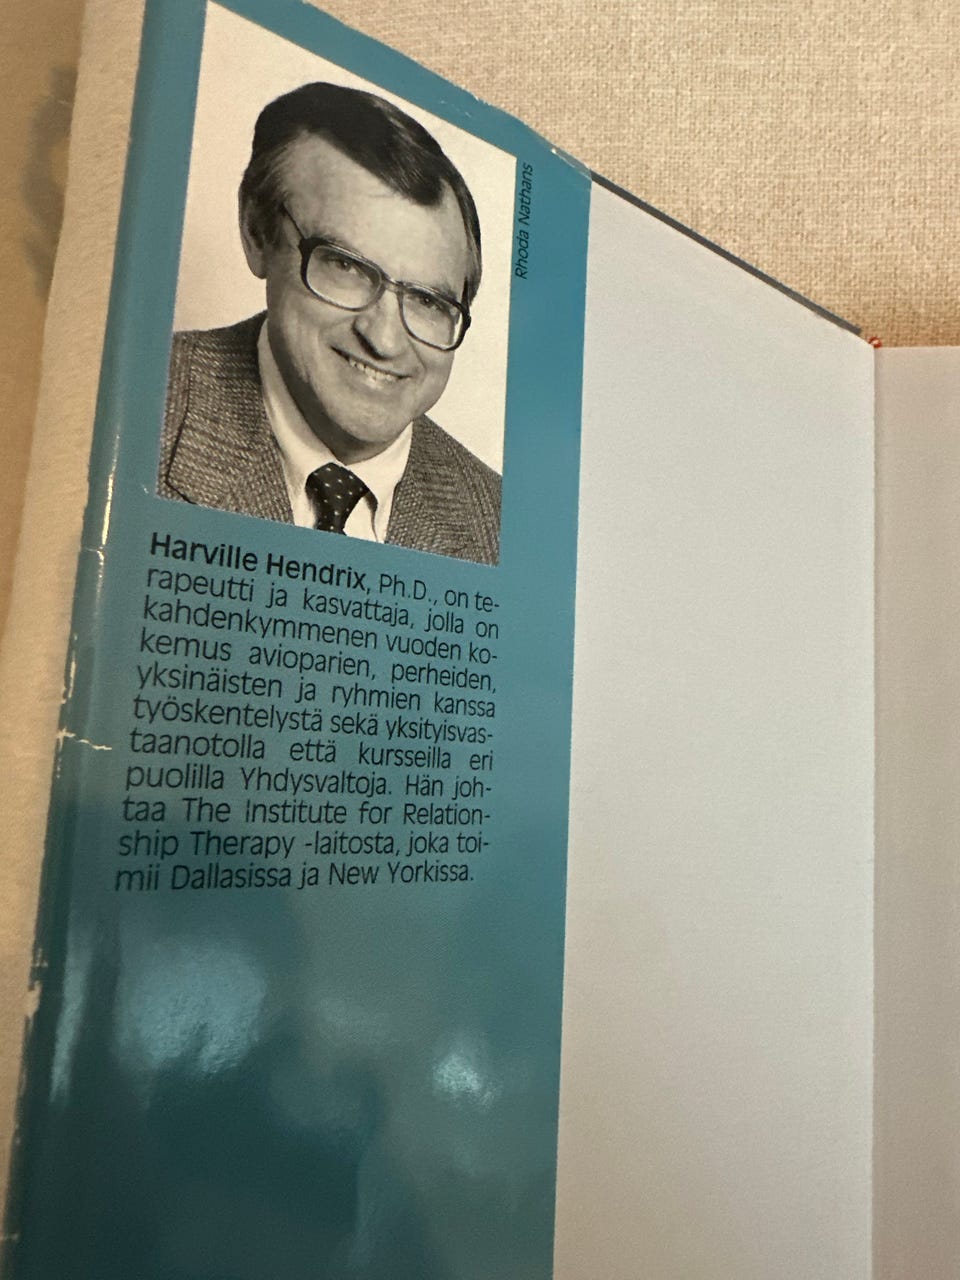 Rhoda Nathans
Harville Hendrix, Ph.D., on te-
rapeutti ja kasvattaja, jolla on
kahdenkymmenen vuoden ko-
kemus avioparien, perheiden,
yksinäisten ja ryhmien kanssa
työskentelystä sekä yksityisvas-
taanotolla että kursseilla eri
puolilla Yhdysvaltoja. Hän joh-
taa The Institute for Relation-
ship Therapy -laitosta, joka toi-
mii Dallasissa ja New Yorkissa.